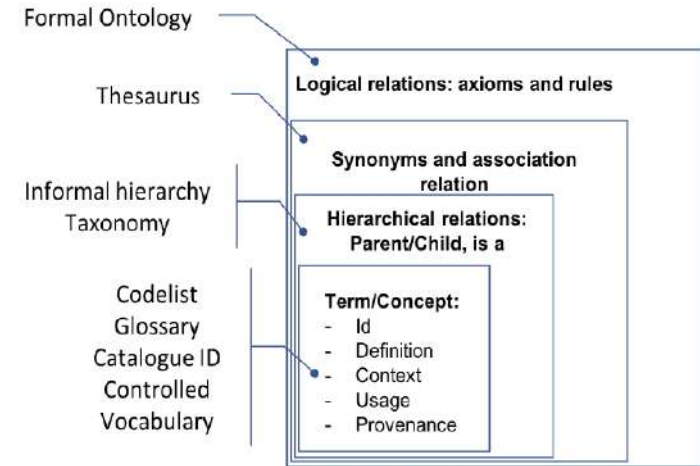 Formal Ontology
Logical relations: axioms and rules
Thesaurus
Synonyms and association
relation
Informal hierarchy
Taxonomy
Hierarchical relations:
Parent/Child, is a
Codelist
Glossary
Catalogue ID
Controlled
Vocabulary
Term/Concept:
- Id
- Definition
- Context
- Usage
- Provenance